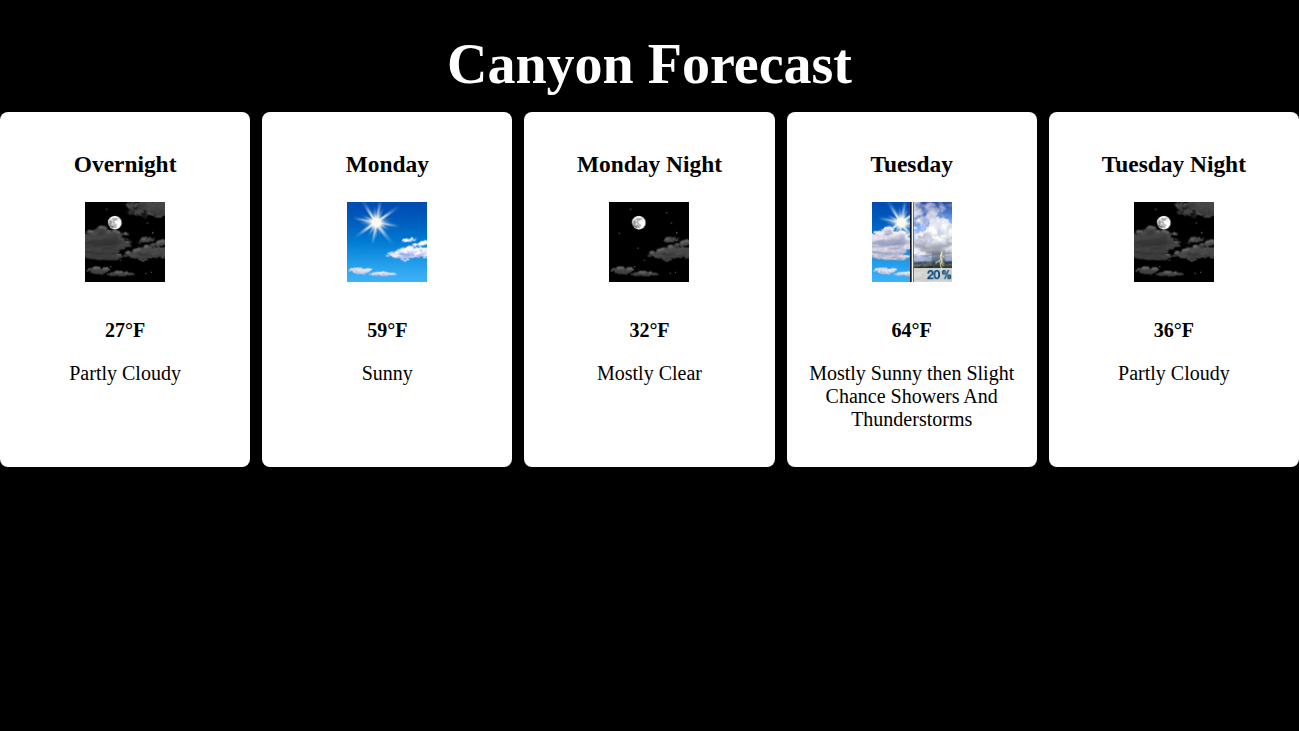 Canyon Forecast
Overnight
27°F
Partly Cloudy
Monday
59°F
Sunny
Monday Night
32°F
Mostly Clear
Tuesday
20%
64°F
Mostly Sunny then Slight
Chance Showers And
Thunderstorms
Tuesday Night
36°F
Partly Cloudy